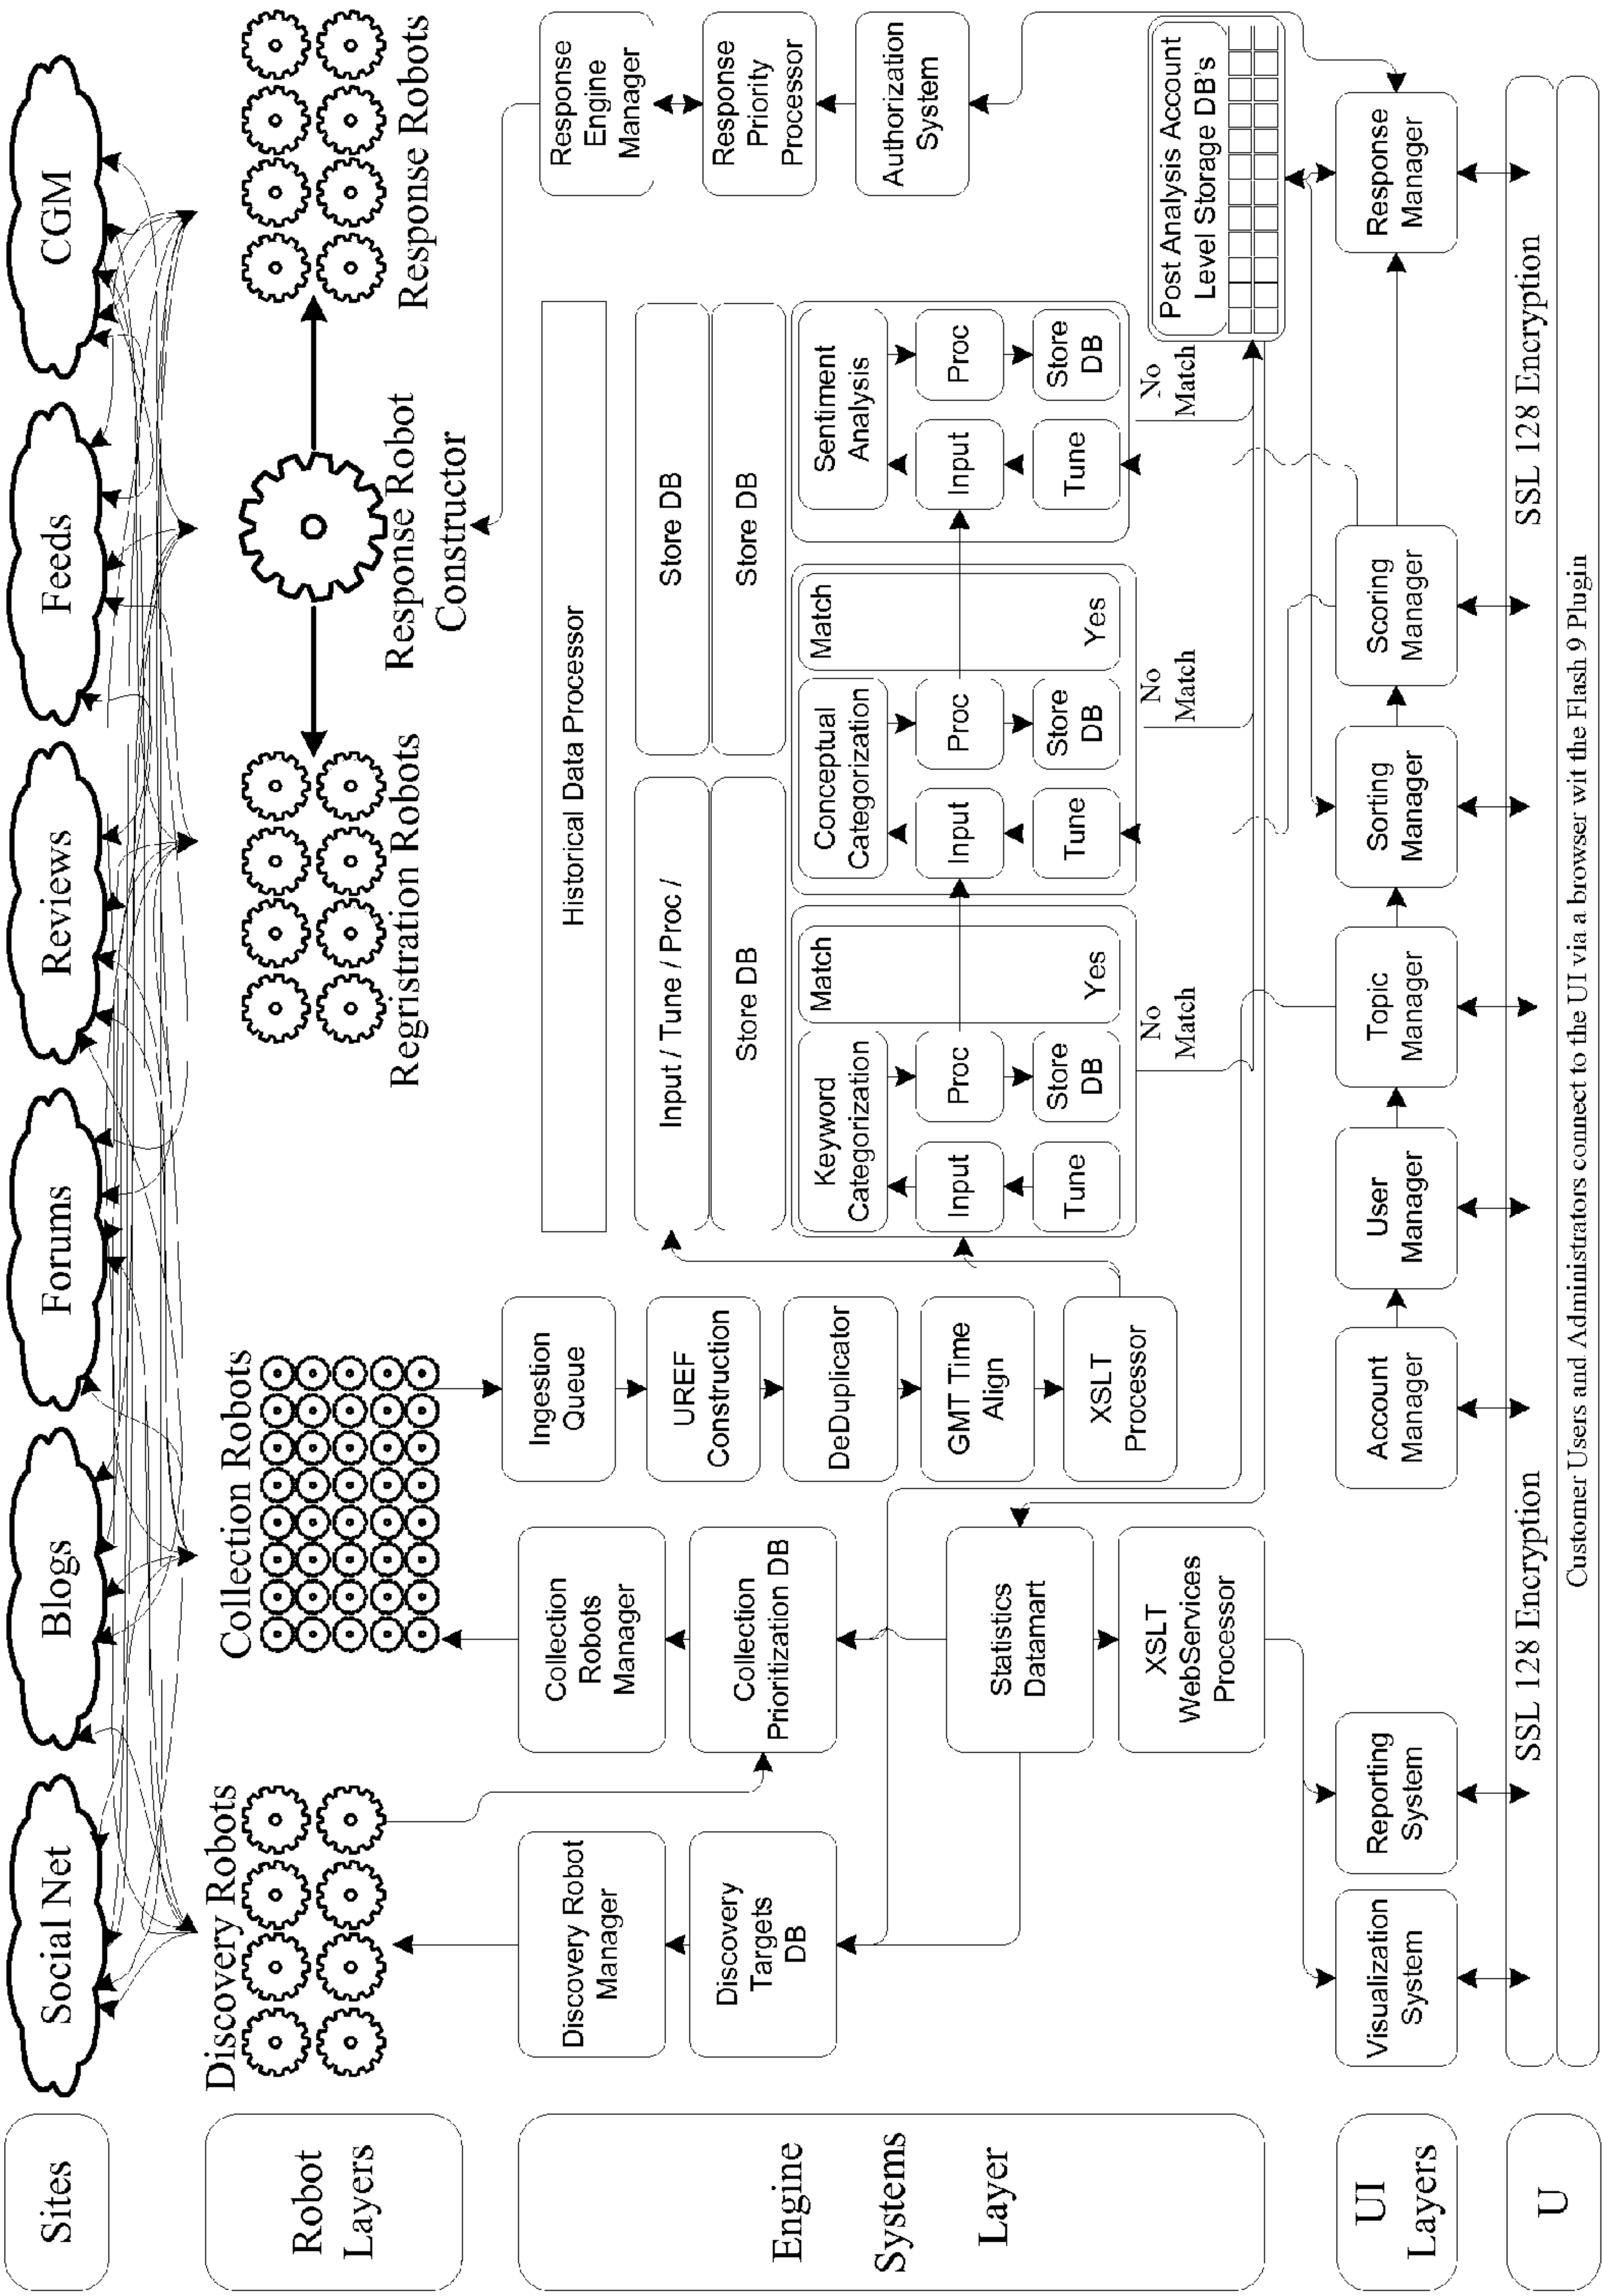 Sites
Social Net
Blogs
Forums
Reviews
Feeds
CGM
Robot
Layers
Discovery Robots
Collection Robots
Regristration Robots
Response Robot
Constructor
Response Robots
Engine
Systems
Layer
Discovery Robot
Manager
Discovery
Targets
DB
Collection
Robots
Manager
Collection
Prioritization DB
Statistics
Datamart
XSLT
WebServices
Processor
Ingestion
Queue
UREF
Construction
DeDuplicator
GMT Time
Align
XSLT
Processor
Historical Data Processor
Input / Tune / Proc /
Store DB
Store DB
Store DB
Keyword
Categorization
Input
Tune
Proc
Store
DB
Match
Yes
No
Match
Conceptual
Categorization
Input
Tune
Proc
Store
DB
Match
Yes
No
Match
Sentiment
Analysis
Input
Tune
Proc
Store
DB
No
Match
Response
Engine
Manager
Response
Priority
Processor
Authorization
System
Post Analysis Account
Level Storage DB's
UI
Layers
Visualization
System
Reporting
System
Account
Manager
User
Manager
Topic
Manager
Sorting
Manager
Scoring
Manager
Response
Manager
U
SSL 128 Encryption
SSL 128 Encryption
Customer Users and Administrators connect to the UI via a browser wit the Flash 9 Plugin